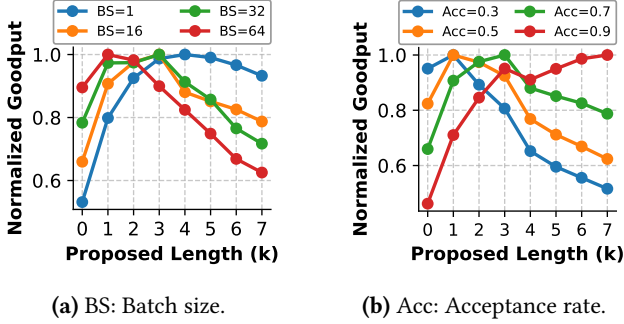 BS=1 BS=32
BS=16 BS=64
Normalized Goodput
1.0
0.8
0.6
0 1 2 3 4 5 6 7
Proposed Length (k)
(a) BS: Batch size.
Acc=0.3 Acc=0.7
Acc=0.5 Acc=0.9
Normalized Goodput
1.0
0.8
0.6
0 1 2 3 4 5 6 7
Proposed Length (k)
(b) Acc: Acceptance rate.